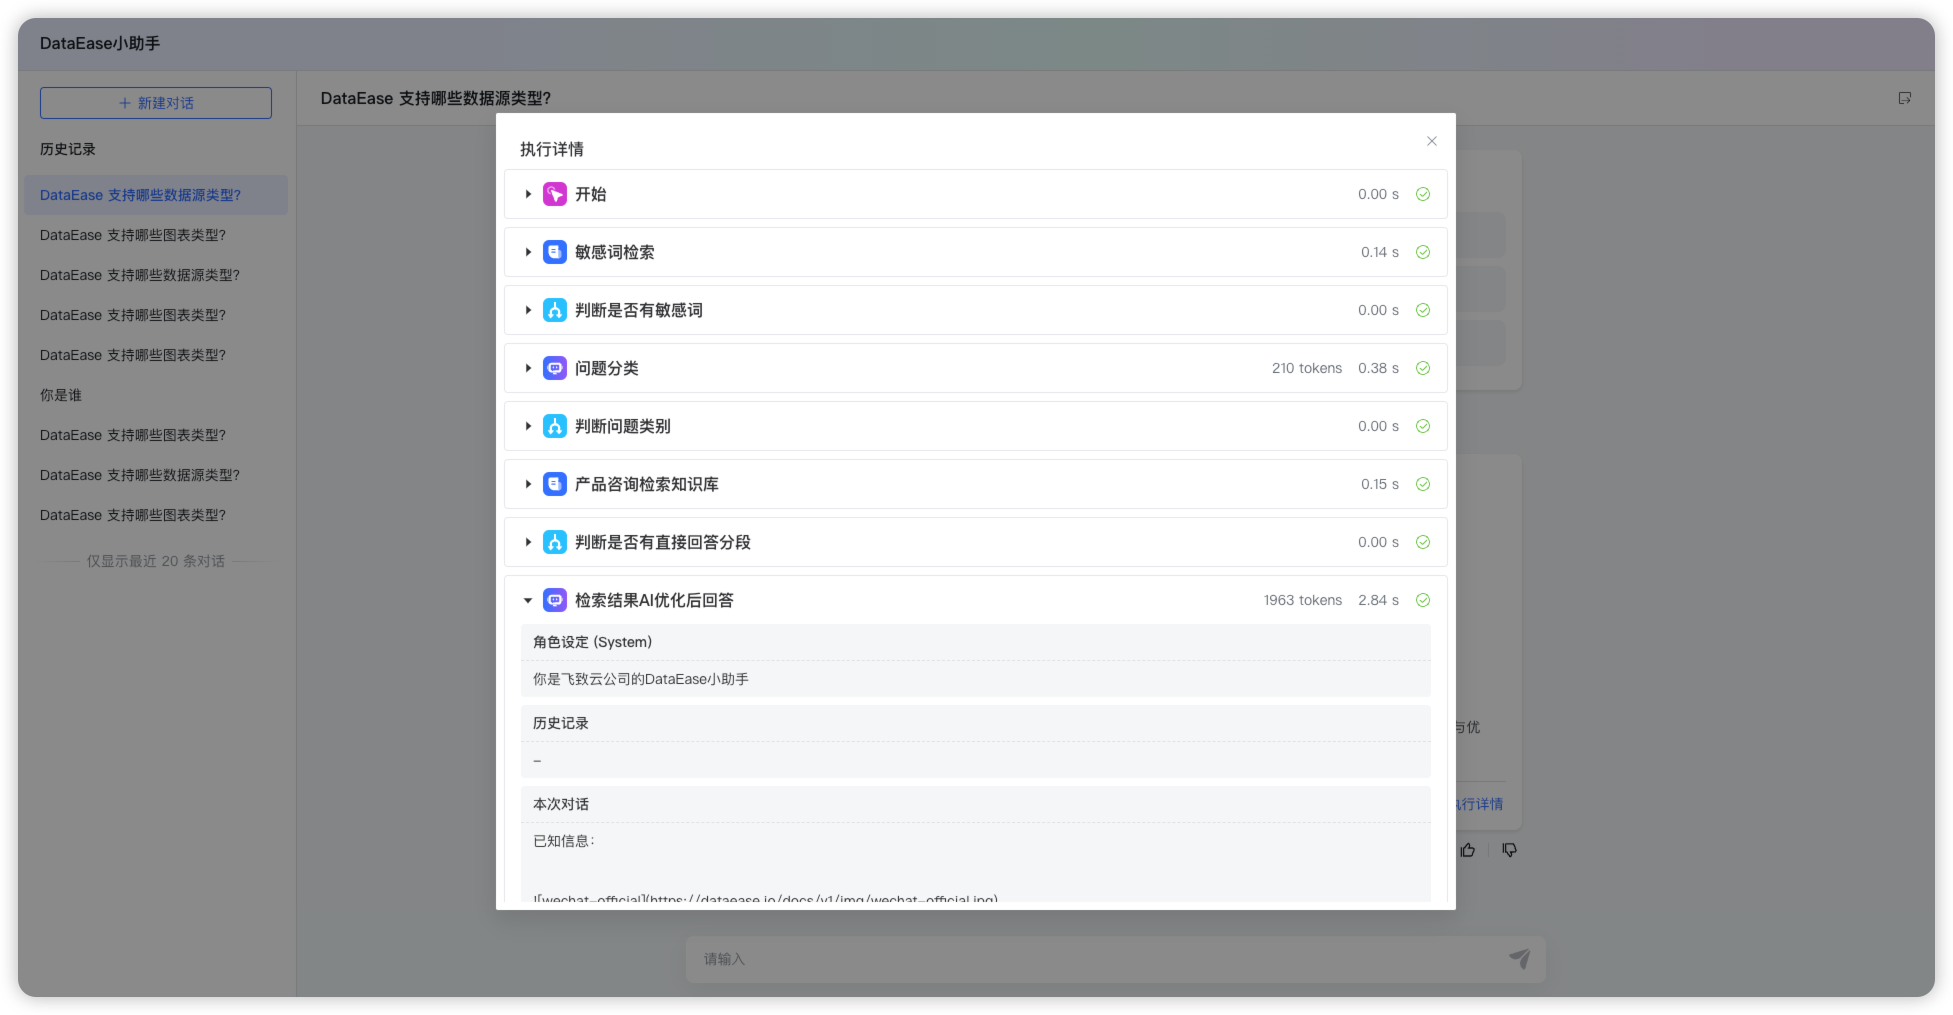 DataEase小助手
新建对话
历史记录
DataEase 支持哪些数据源类型?
DataEase 支持哪些图表类型?
DataEase 支持哪些数据源类型?
DataEase 支持哪些图表类型?
DataEase 支持哪些图表类型?
你是谁
DataEase 支持哪些图表类型?
DataEase 支持哪些数据源类型?
DataEase 支持哪些图表类型?
仅显示最近 20 条对话
DataEase 支持哪些数据源类型?
执行详情
开始 0.00 s
敏感词检索 0.14 s
判断是否有敏感词 0.00 s
问题分类 210 tokens 0.38 s
判断问题类别 0.00 s
产品咨询检索知识库 0.15 s
判断是否有直接回答分段 0.00 s
检索结果AI优化后回答 1963 tokens 2.84 s
角色设定 (System)
你是飞致云公司的DataEase小助手
历史记录
-
本次对话
已知信息：
![wechat-official](https://dataease.io/docs/v1/img/wechat-official.jpg)
与优
执行详情
请输入